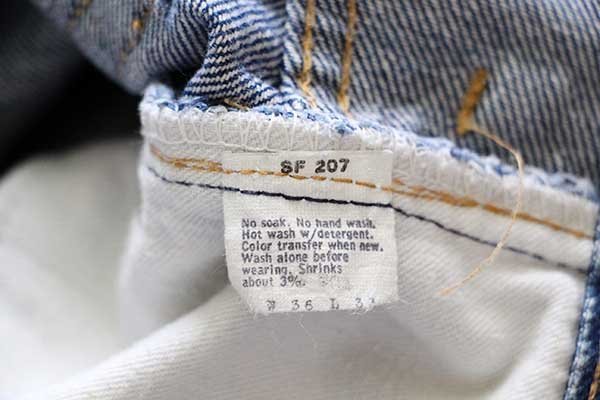 SF 207
No soak. No hand wash.
Hot wash w/detergent.
Color transfer when new.
Wash alone before
wearing. Shrinks
about 3%.
W 36 L 33